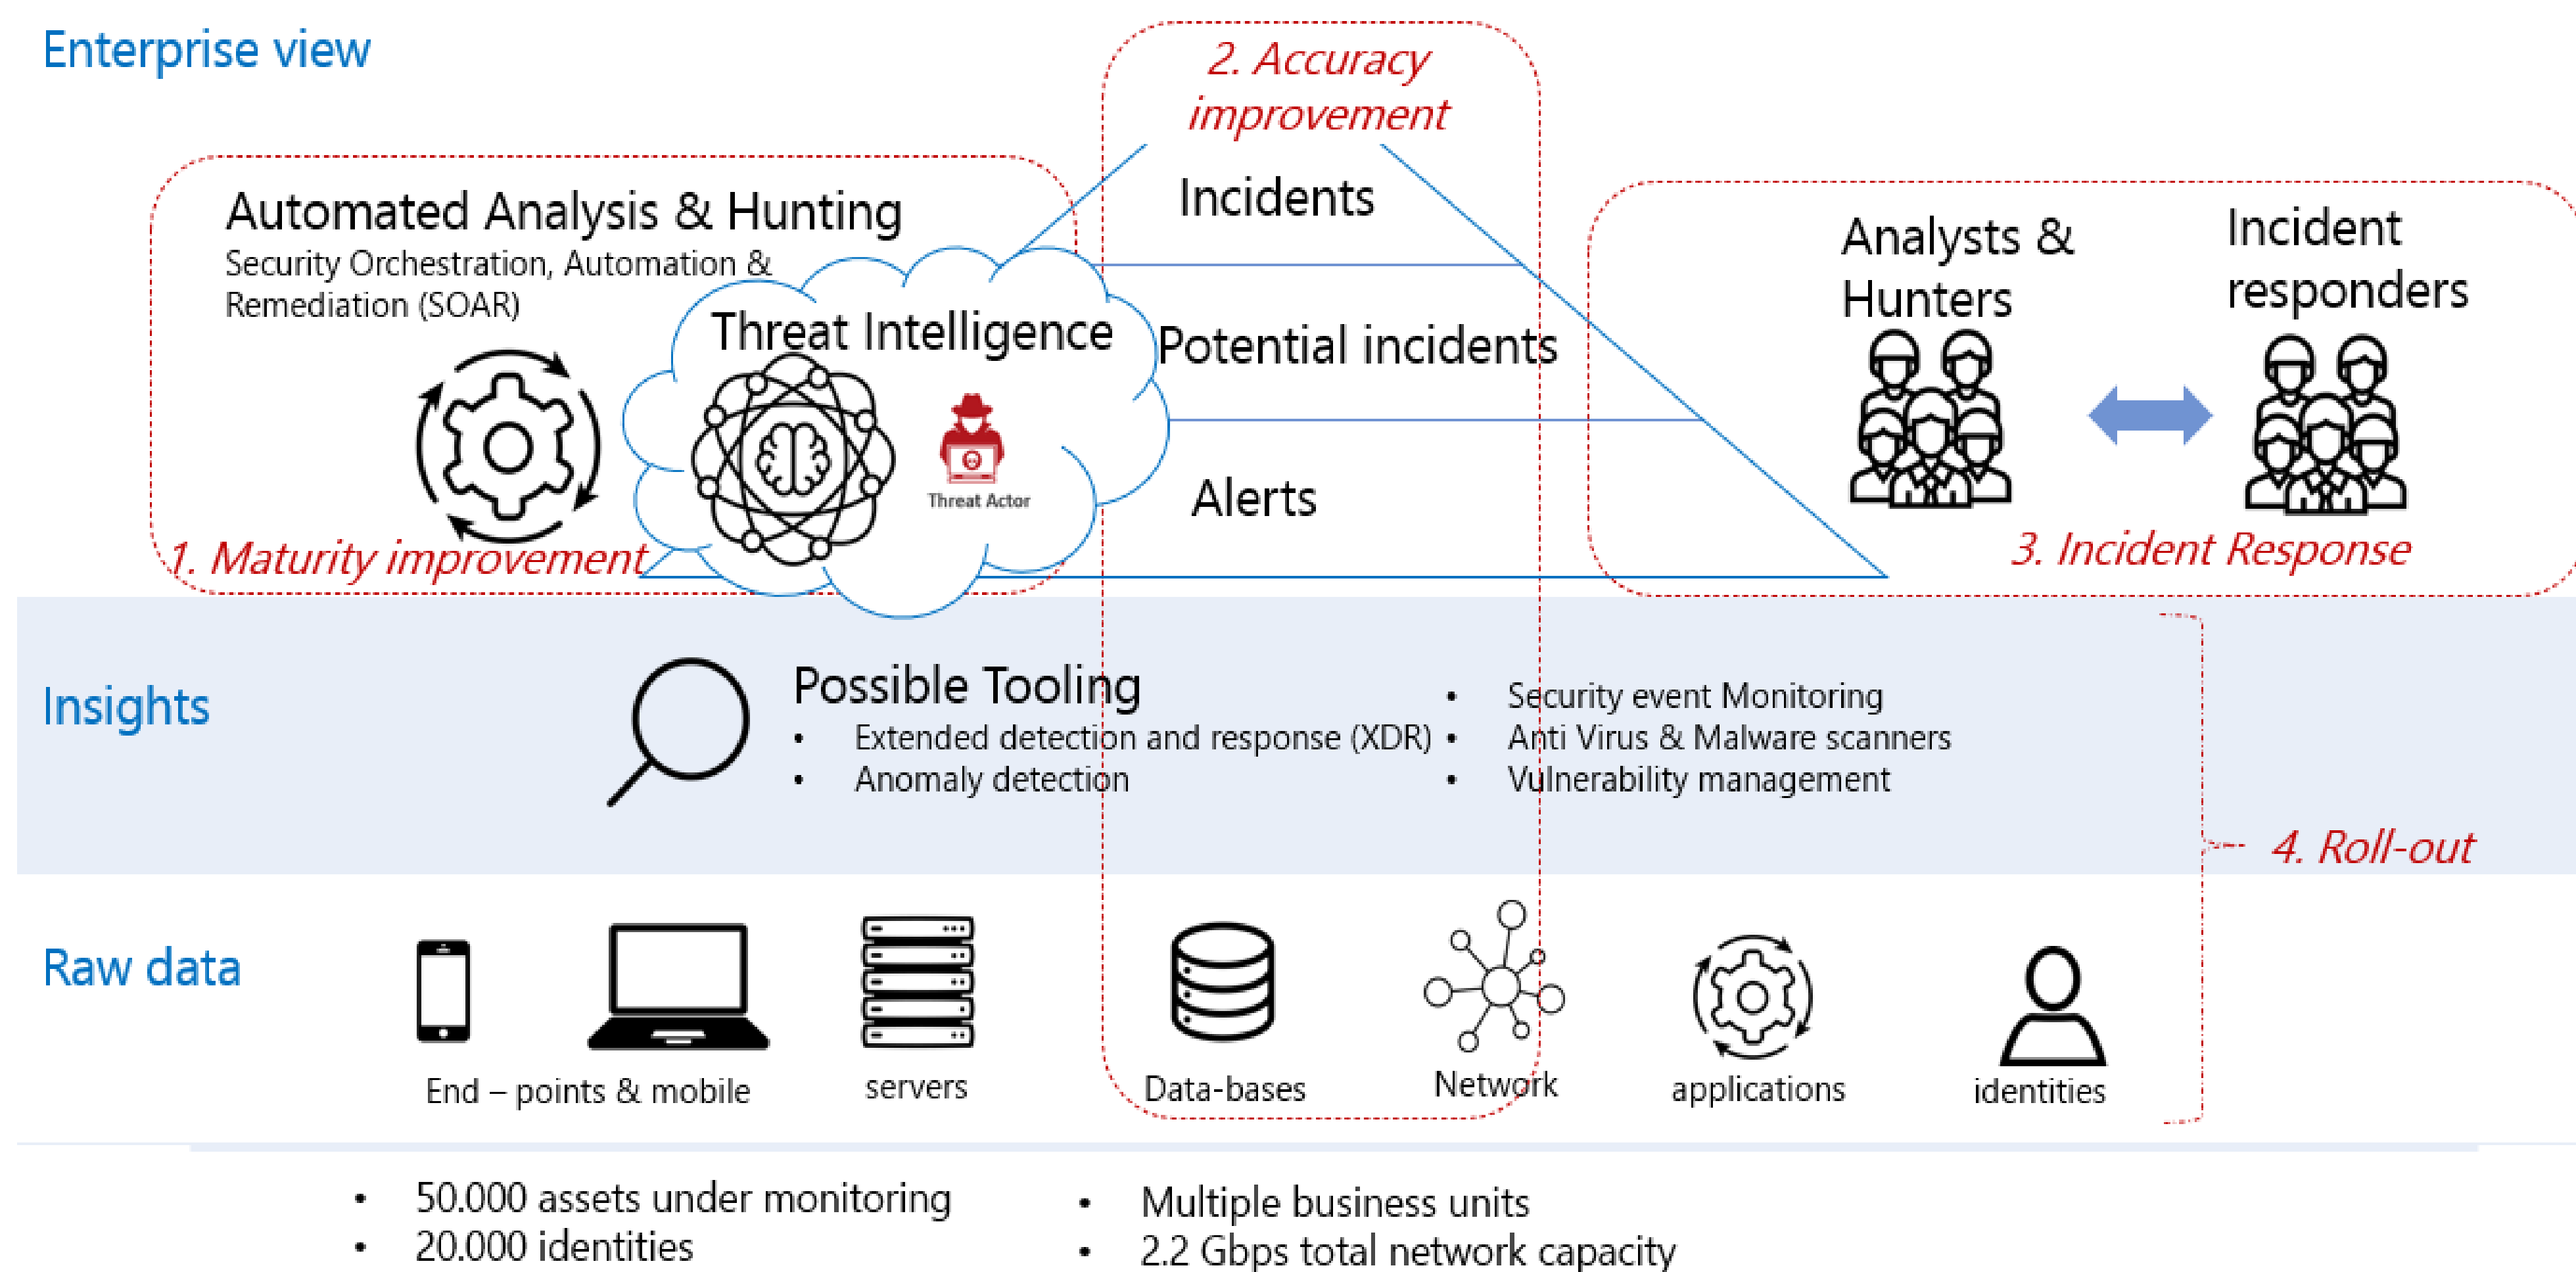 Enterprise view
2. Accuracy
improvement
Automated Analysis & Hunting
Security Orchestration, Automation &
Remediation (SOAR)
Threat Intelligence
Threat Actor
1. Maturity improvement
Incidents
Potential incidents
Alerts
Analysts &
Hunters
Incident
responders
3. Incident Response
Insights
Possible Tooling
• Extended detection and response (XDR)
• Anomaly detection
• Security event Monitoring
• Anti Virus & Malware scanners
• Vulnerability management
4. Roll-out
Raw data
End – points & mobile
servers
Data-bases
Network
applications
identities
• 50.000 assets under monitoring
• 20.000 identities
• Multiple business units
• 2.2 Gbps total network capacity